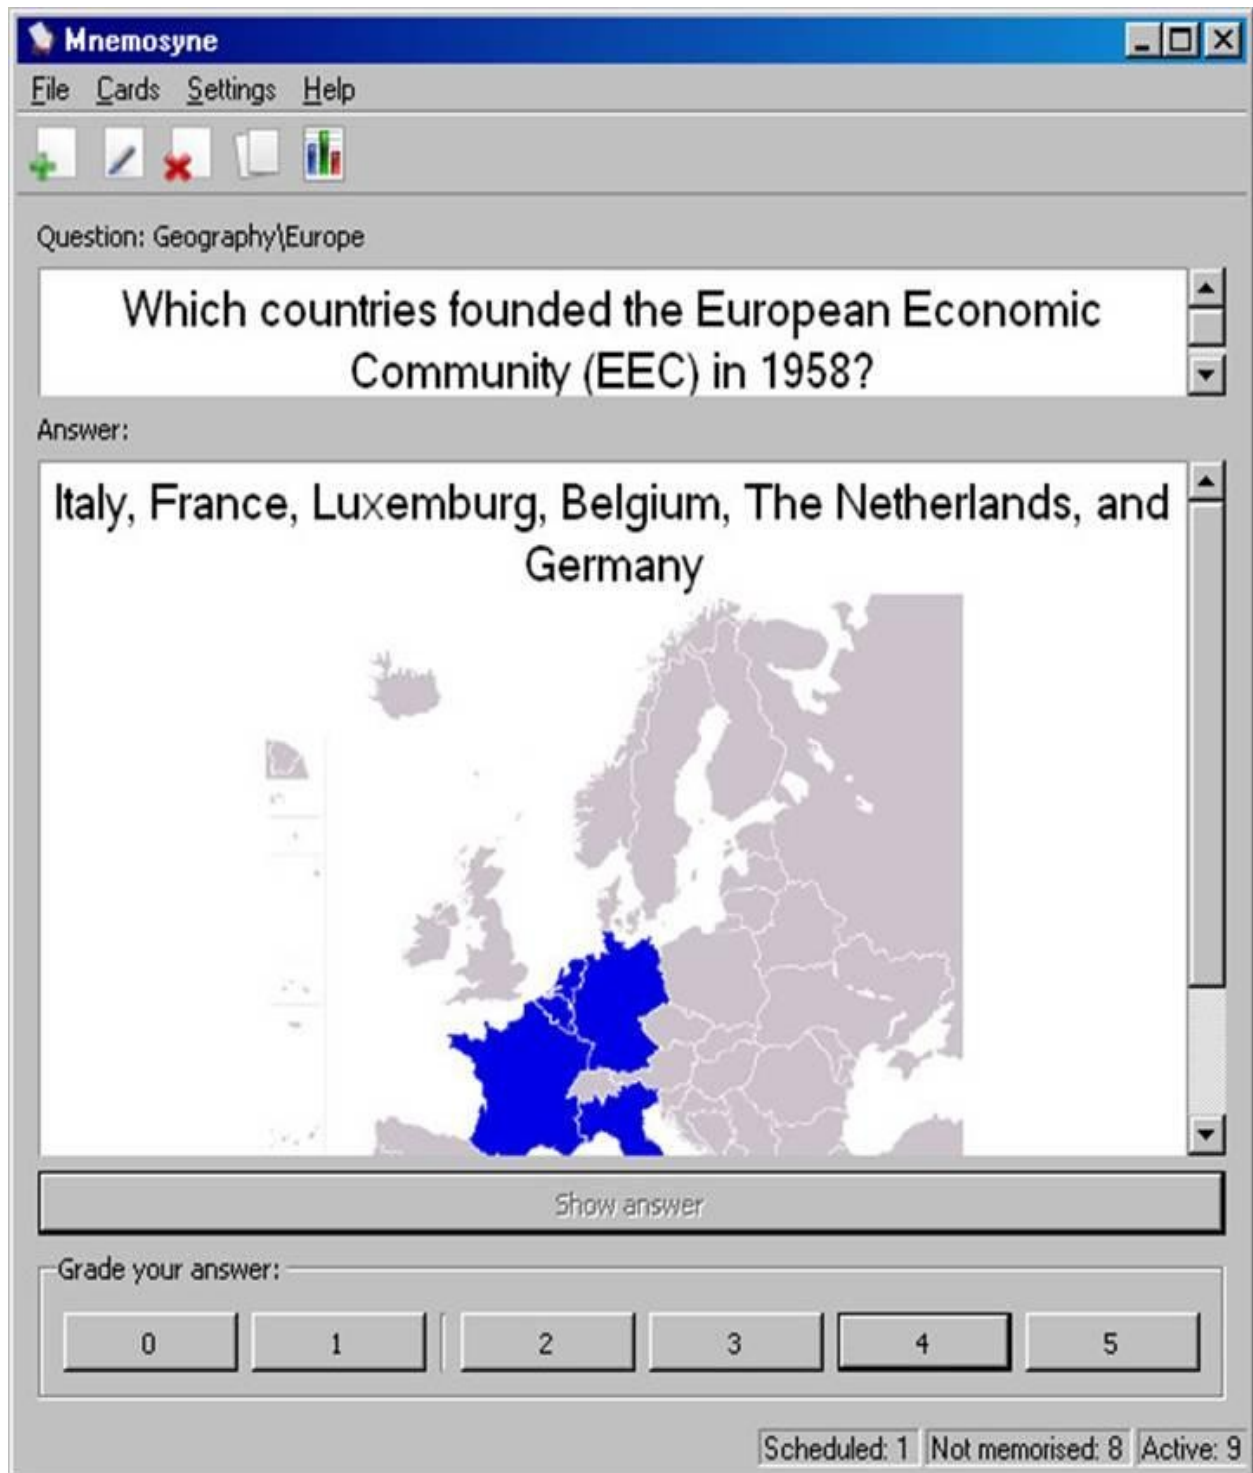 Mnemosyne
File Cards Settings Help
Question: Geography\Europe
Which countries founded the European Economic
Community (EEC) in 1958?
Answer:
Italy, France, Luxemburg, Belgium, The Netherlands, and
Germany
Show answer
Grade your answer:
0 1 2 3 4 5
Scheduled: 1 Not memorised: 8 Active: 9